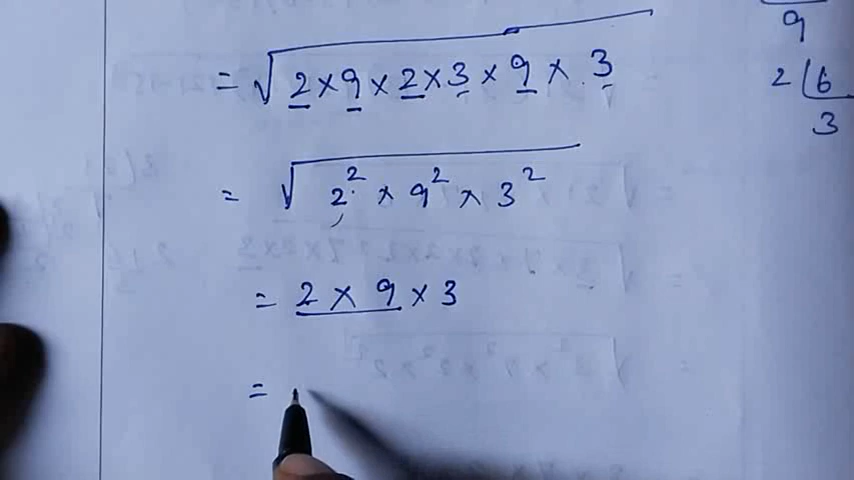 = √2 × 9 × 2 × 3 × 9 × 3
= √2² × 9² × 3²
= 2 × 9 × 3
=
9
2 6
3